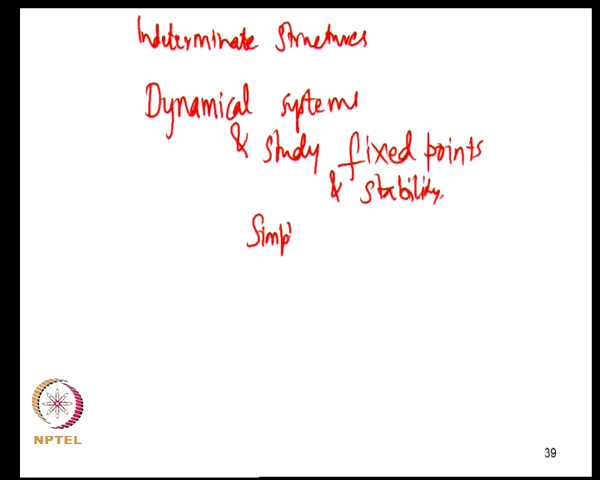 Indeterminate Structures
Dynamical systems
& study fixed points
& stability.
Simp
NPTEL
39